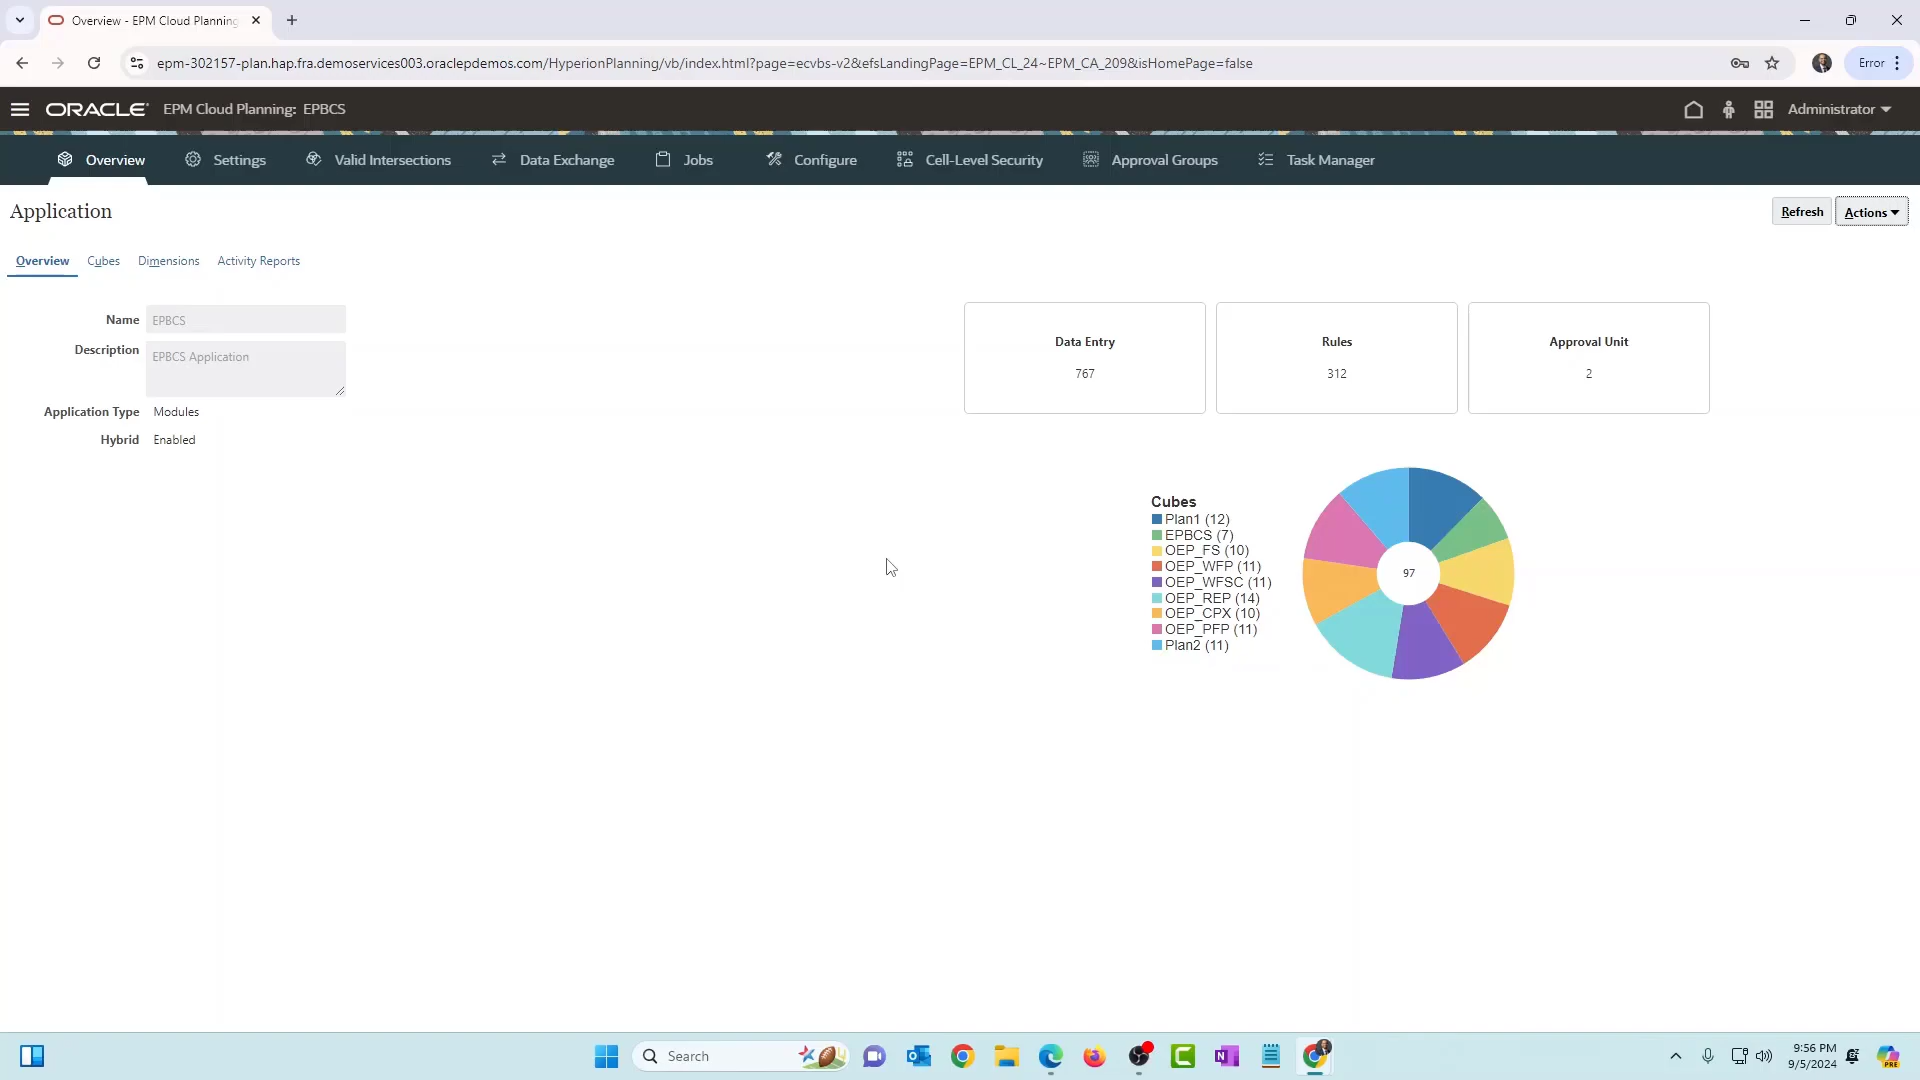 Overview - EPM Cloud Planning
epm-302157-plan.hap.fra.demoservices003.oraclepdemos.com/HyperionPlanning/vb/index.html?page=ecvbs-v2&efsLandingPage=EPM_CL_24~EPM_CA_209&isHomePage=false
Error
ORACLE EPM Cloud Planning: EPBCS
Administrator
Overview Settings Valid Intersections Data Exchange Jobs Configure Cell-Level Security Approval Groups Task Manager
Application
Refresh Actions
Overview Cubes Dimensions Activity Reports
Name EPBCS
Description EPBCS Application
Application Type Modules
Hybrid Enabled
Data Entry
767
Rules
312
Approval Unit
2
Cubes
Plan1 (12)
EPBCS (7)
OEP_FS (10)
OEP_WFP (11)
OEP_WFSC (11)
OEP_REP (14)
OEP_CPX (10)
OEP_PFP (11)
Plan2 (11)
97
Search
9:56 PM
9/5/2024
PRE